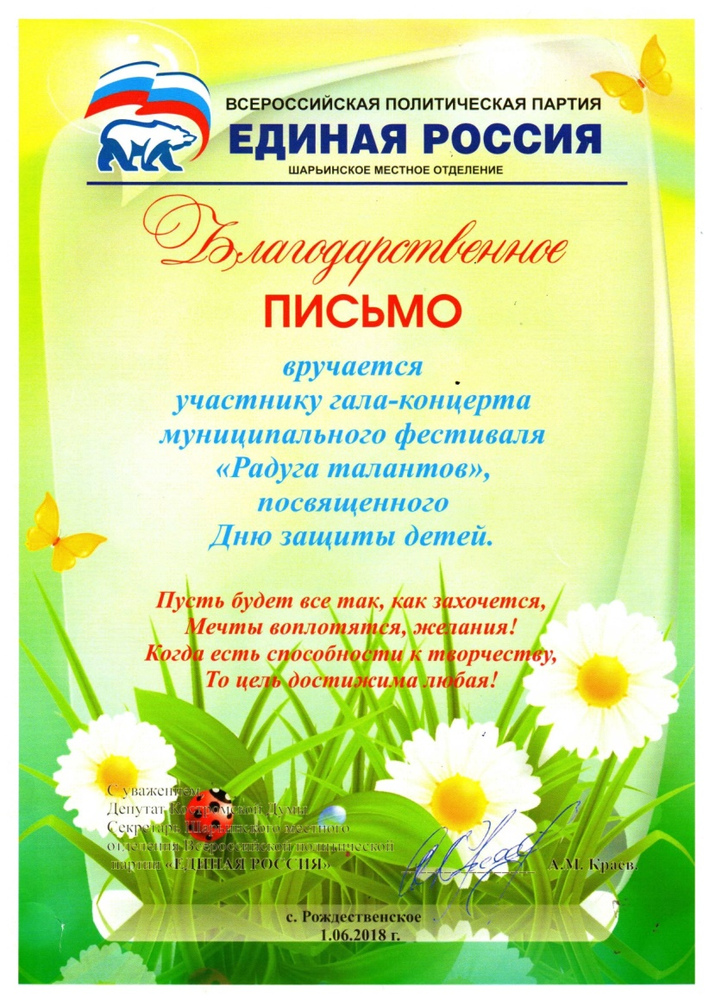 ВСЕРОССИЙСКАЯ ПОЛИТИЧЕСКАЯ ПАРТИЯ
ЕДИНАЯ РОССИЯ
ШАРЬИНСКОЕ МЕСТНОЕ ОТДЕЛЕНИЕ
Благодарственное
ПИСЬМО
вручается
участнику гала-концерта
муниципального фестиваля
«Радуга талантов»,
посвященного
Дню защиты детей.
Пусть будет все так, как захочется,
Мечты воплотятся, желания!
Когда есть способности к творчеству,
То цель достижима любая!
С уважением
Депутат Костромской Думы
Секретарь Шарьинского местного
отделения Всероссийской политической
партии «ЕДИНАЯ РОССИЯ» А.М. Краев.
с. Рождественское
1.06.2018 г.